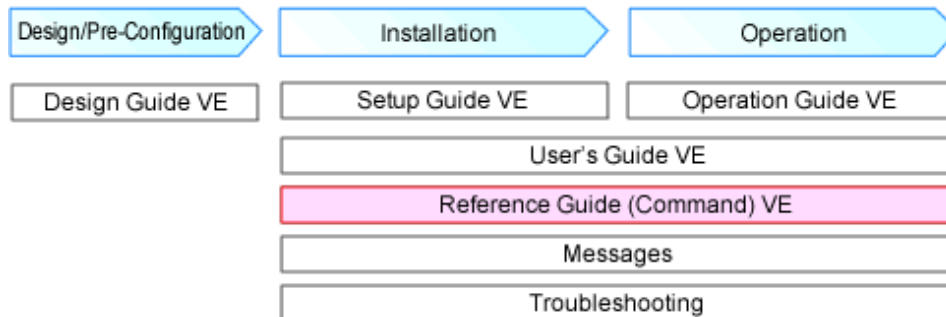 Design/Pre-Configuration
Installation
Operation
Design Guide VE
Setup Guide VE
Operation Guide VE
User's Guide VE
Reference Guide (Command) VE
Messages
Troubleshooting